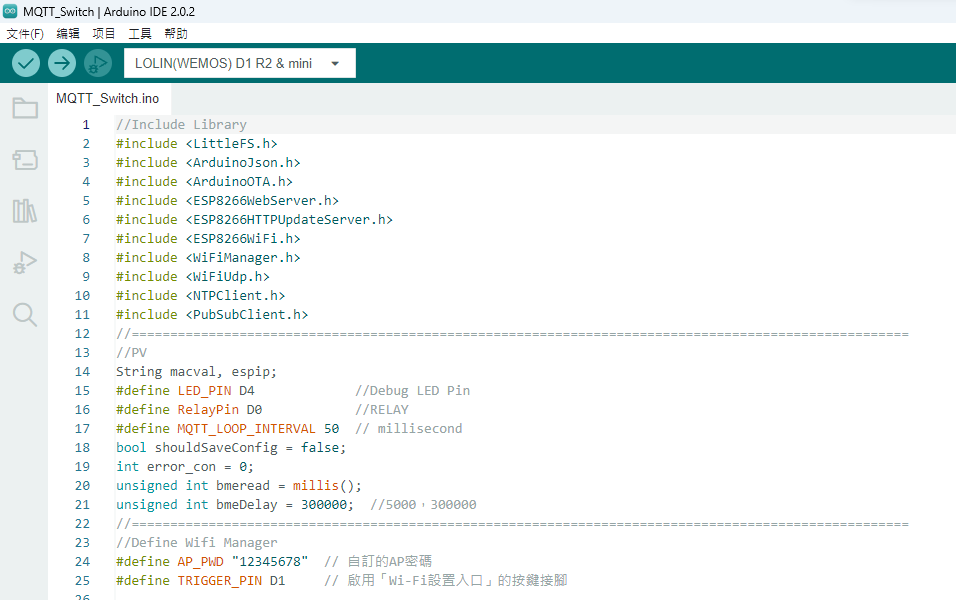 MQTT_Switch | Arduino IDE 2.0.2
文件(F) 编辑 项目 工具 帮助
LOLIN(WEMOS) D1 R2 & mini
MQTT_Switch.ino
1 //Include Library
2 #include <LittleFS.h>
3 #include <ArduinoJson.h>
4 #include <ArduinoOTA.h>
5 #include <ESP8266WebServer.h>
6 #include <ESP8266HTTPUpdateServer.h>
7 #include <ESP8266WiFi.h>
8 #include <WiFiManager.h>
9 #include <WiFiUdp.h>
10 #include <NTPClient.h>
11 #include <PubSubClient.h>
12 //=====================================================================================================
13 //PV
14 String macval, espip;
15 #define LED_PIN D4 //Debug LED Pin
16 #define RelayPin D0 //RELAY
17 #define MQTT_LOOP_INTERVAL 50 // millisecond
18 bool shouldSaveConfig = false;
19 int error_con = 0;
20 unsigned int bmeread = millis();
21 unsigned int bmeDelay = 300000; //5000，300000
22 //=====================================================================================================
23 //Define Wifi Manager
24 #define AP_PWD "12345678" // 自訂的AP密碼
25 #define TRIGGER_PIN D1 // 啟用「Wi-Fi設置入口」的按鍵接腳
26